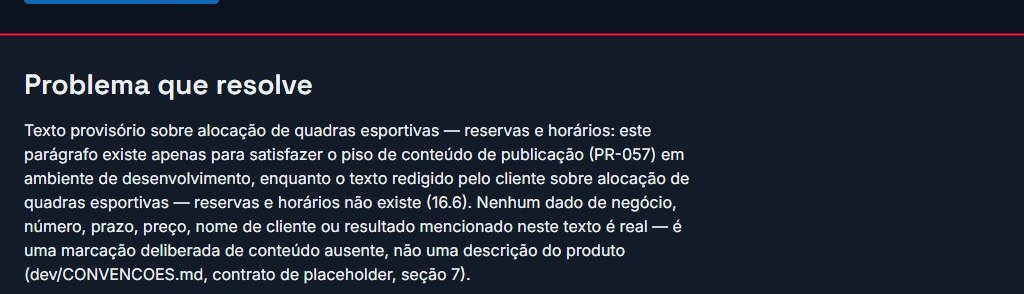 Problema que resolve
Texto provisório sobre alocação de quadras esportivas — reservas e horários: este
parágrafo existe apenas para satisfazer o piso de conteúdo de publicação (PR-057) em
ambiente de desenvolvimento, enquanto o texto redigido pelo cliente sobre alocação de
quadras esportivas — reservas e horários não existe (16.6). Nenhum dado de negócio,
número, prazo, preço, nome de cliente ou resultado mencionado neste texto é real — é
uma marcação deliberada de conteúdo ausente, não uma descrição do produto
(dev/CONVENCOES.md, contrato de placeholder, seção 7).